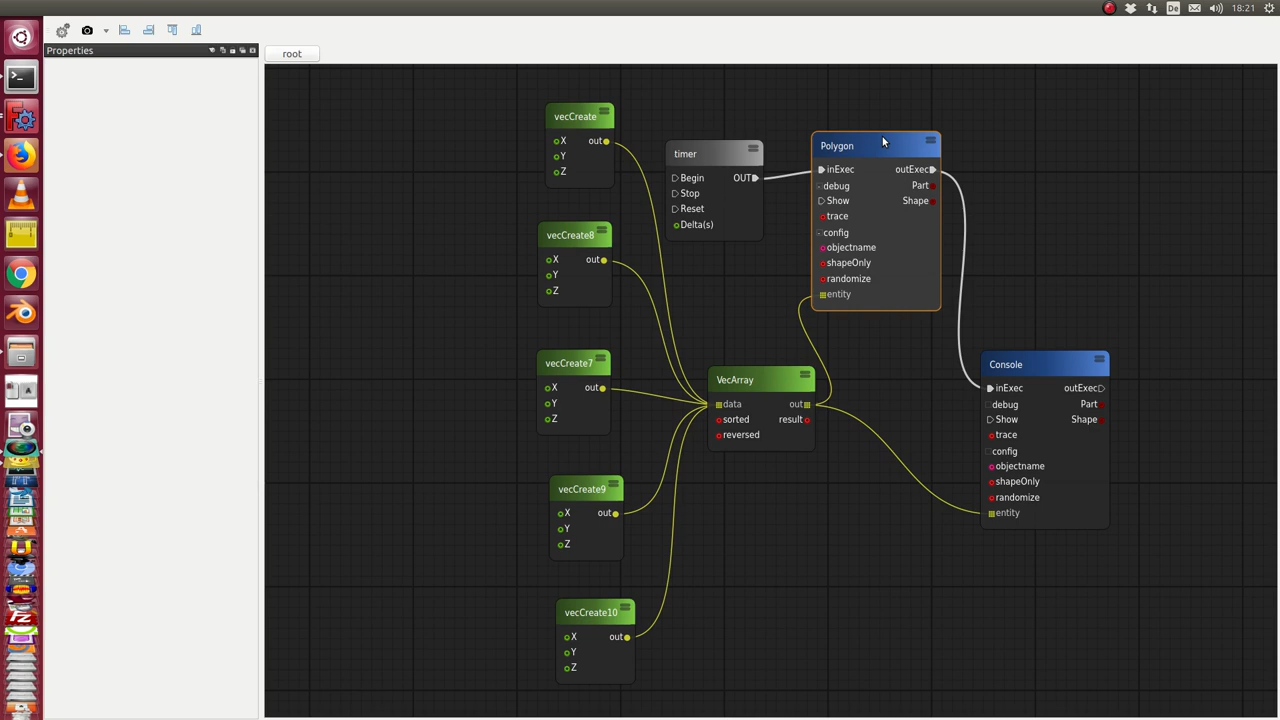 De
18:21
Properties
root
vecCreate
X out
Y
Z
timer
Begin OUT
Stop
Reset
Delta(s)
Polygon
inExec outExec
debug Part
Show Shape
trace
config
objectname
shapeOnly
randomize
entity
vecCreate8
X out
Y
Z
vecCreate7
X out
Y
Z
VecArray
data out
sorted result
reversed
Console
inExec outExec
debug Part
Show Shape
trace
config
objectname
shapeOnly
randomize
entity
vecCreate9
X out
Y
Z
vecCreate10
X out
Y
Z